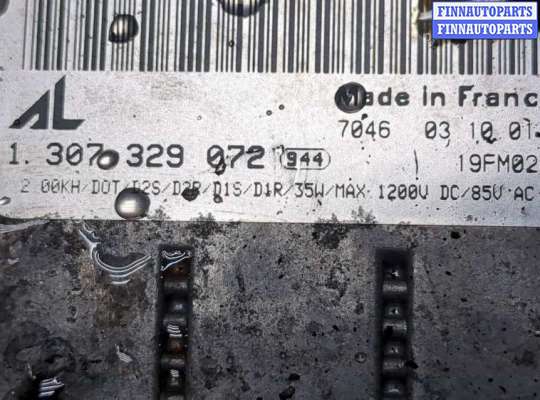 FINNAUTOPARTS
FINNAUTOPARTS
AL
Made in Franc
7046 03 10 01
1. 307 329 072 944
19FM02
2 00KH/DOT/D2S/D2R/D1S/D1R/35W/MAX 1200V DC/85V AC